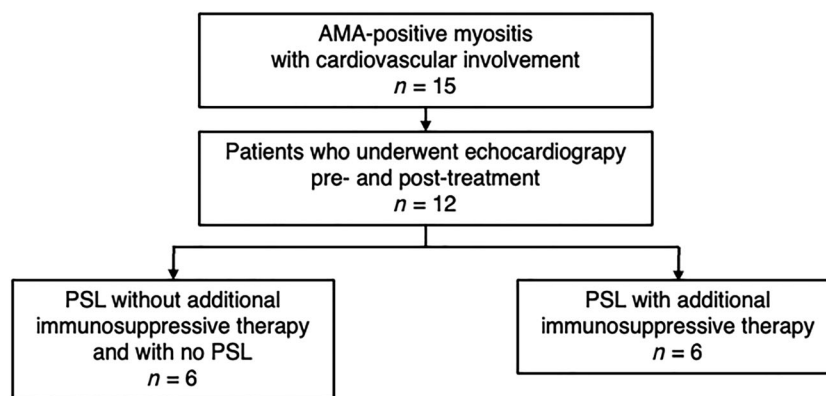 AMA-positive myositis
with cardiovascular involvement
n = 15
Patients who underwent echocardiograpy
pre- and post-treatment
n = 12
PSL without additional
immunosuppressive therapy
and with no PSL
n = 6
PSL with additional
immunosuppressive therapy
n = 6